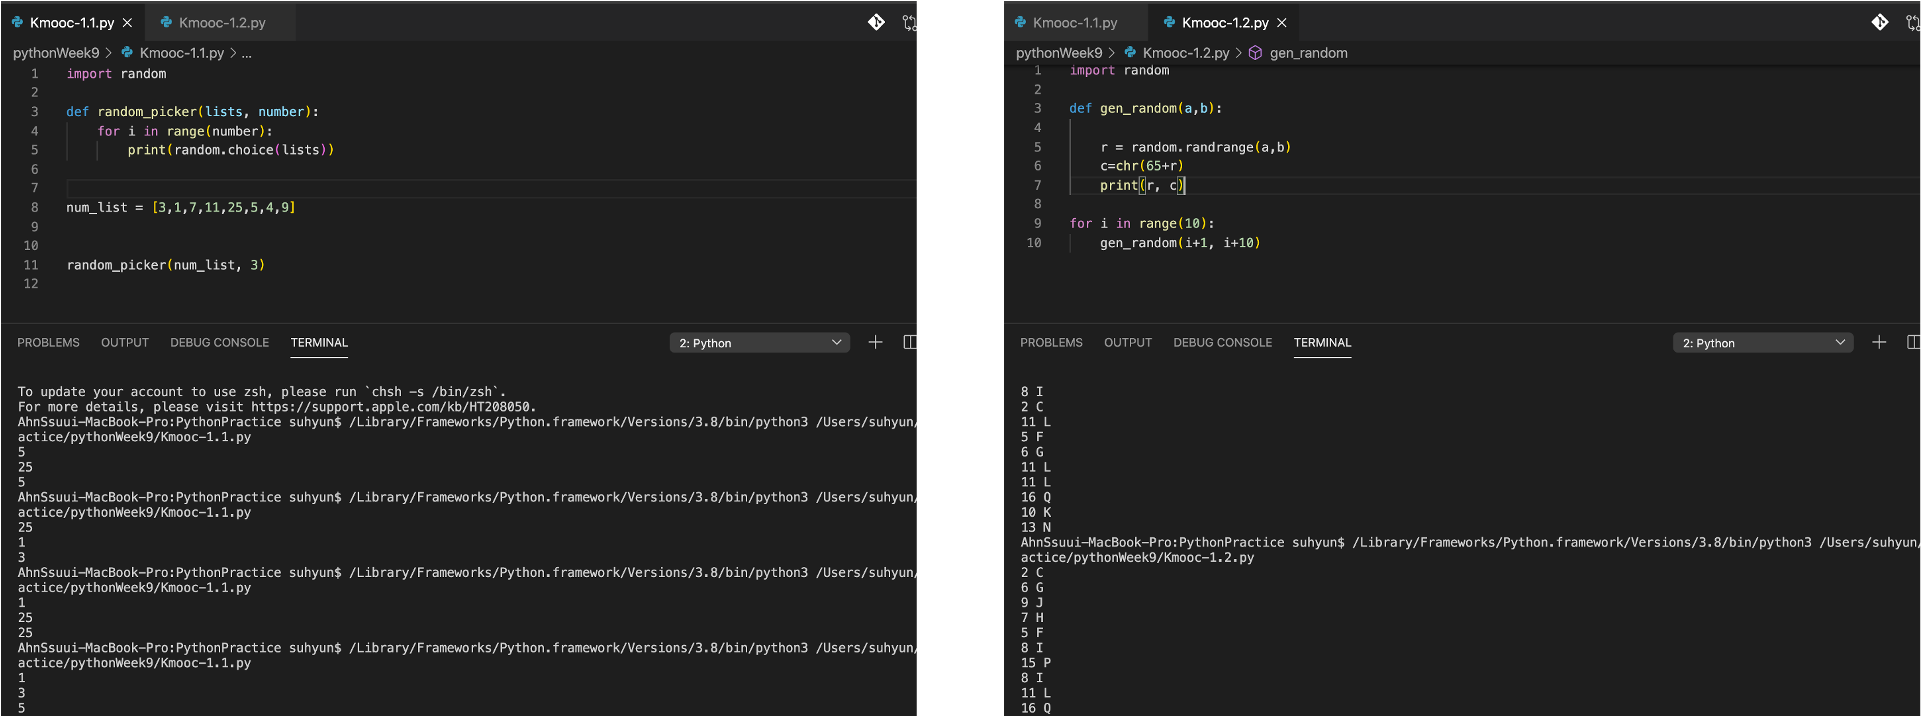 Kmooc-1.1.py × Kmooc-1.2.py
pythonWeek9 > Kmooc-1.1.py > ...
1 import random
2
3 def random_picker(lists, number):
4 for i in range(number):
5 print(random.choice(lists))
6
7
8 num_list = [3,1,7,11,25,5,4,9]
9
10
11 random_picker(num_list, 3)
12
PROBLEMS OUTPUT DEBUG CONSOLE TERMINAL 2: Python
To update your account to use zsh, please run `chsh -s /bin/zsh`.
For more details, please visit https://support.apple.com/kb/HT208050.
AhnSsuui-MacBook-Pro:PythonPractice suhyun$ /Library/Frameworks/Python.framework/Versions/3.8/bin/python3 /Users/suhyun/
actice/pythonWeek9/Kmooc-1.1.py
5
25
5
AhnSsuui-MacBook-Pro:PythonPractice suhyun$ /Library/Frameworks/Python.framework/Versions/3.8/bin/python3 /Users/suhyun/
actice/pythonWeek9/Kmooc-1.1.py
25
1
3
AhnSsuui-MacBook-Pro:PythonPractice suhyun$ /Library/Frameworks/Python.framework/Versions/3.8/bin/python3 /Users/suhyun/
actice/pythonWeek9/Kmooc-1.1.py
1
25
25
AhnSsuui-MacBook-Pro:PythonPractice suhyun$ /Library/Frameworks/Python.framework/Versions/3.8/bin/python3 /Users/suhyun/
actice/pythonWeek9/Kmooc-1.1.py
1
3
5
Kmooc-1.1.py Kmooc-1.2.py ×
pythonWeek9 > Kmooc-1.2.py > gen_random
1 import random
2
3 def gen_random(a,b):
4
5 r = random.randrange(a,b)
6 c=chr(65+r)
7 print(r, c)
8
9 for i in range(10):
10 gen_random(i+1, i+10)
PROBLEMS OUTPUT DEBUG CONSOLE TERMINAL 2: Python
8 I
2 C
11 L
5 F
6 G
11 L
11 L
16 Q
10 K
13 N
AhnSsuui-MacBook-Pro:PythonPractice suhyun$ /Library/Frameworks/Python.framework/Versions/3.8/bin/python3 /Users/suhyun/
actice/pythonWeek9/Kmooc-1.2.py
2 C
6 G
9 J
7 H
5 F
8 I
15 P
8 I
11 L
16 Q